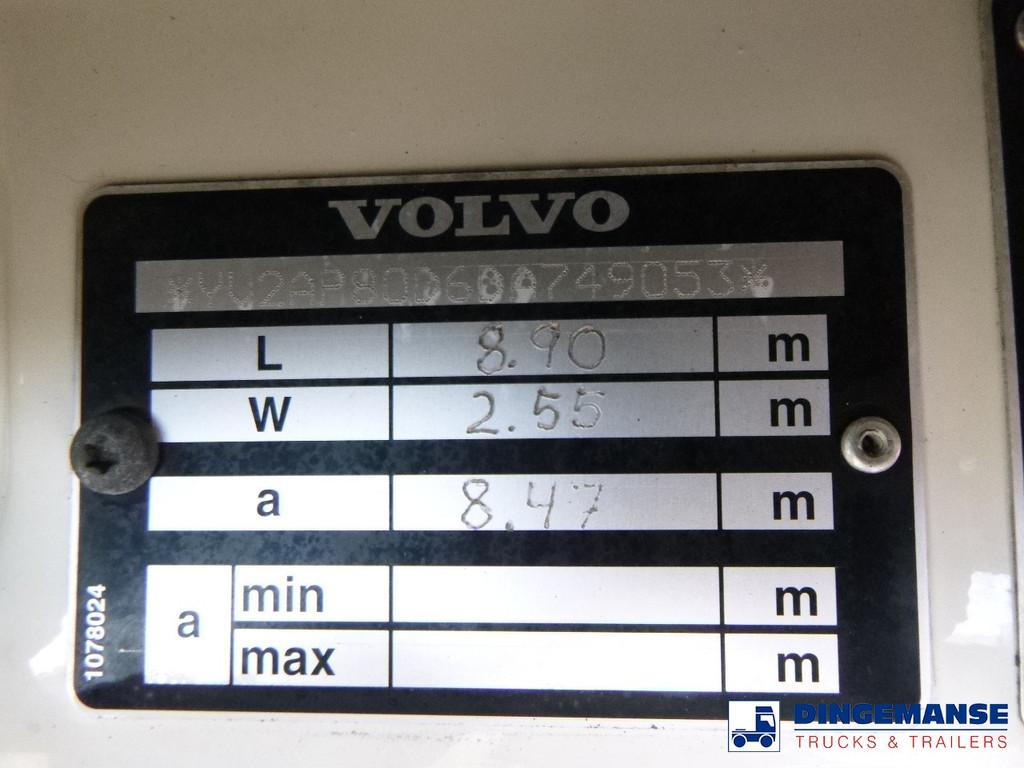 VOLVO
L 8.90 m
W 2.55 m
a 8.47 m
a min m
max m
1078024
DINGEMANSE
TRUCKS & TRAILERS